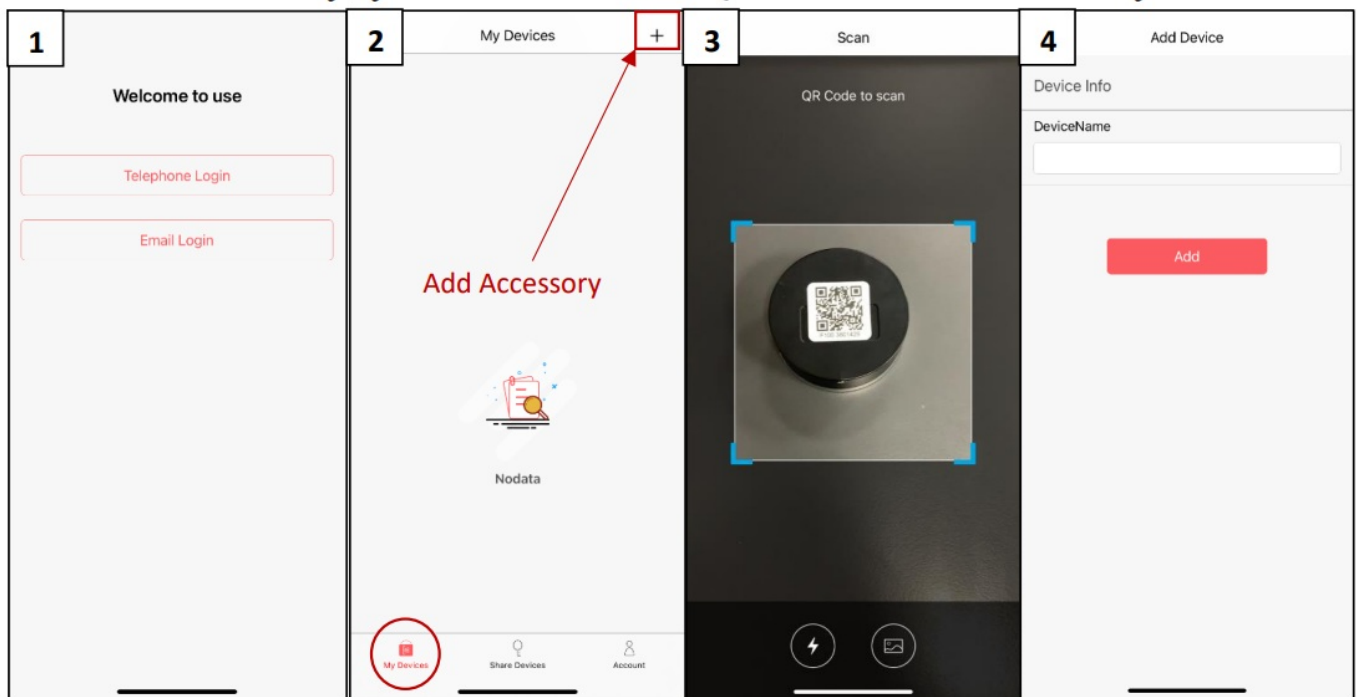 1
Welcome to use
Telephone Login
Email Login
2
My Devices
+
Add Accessory
Nodata
My Devices
Share Devices
Account
3
Scan
QR Code to scan
4
Add Device
Device Info
DeviceName
Add